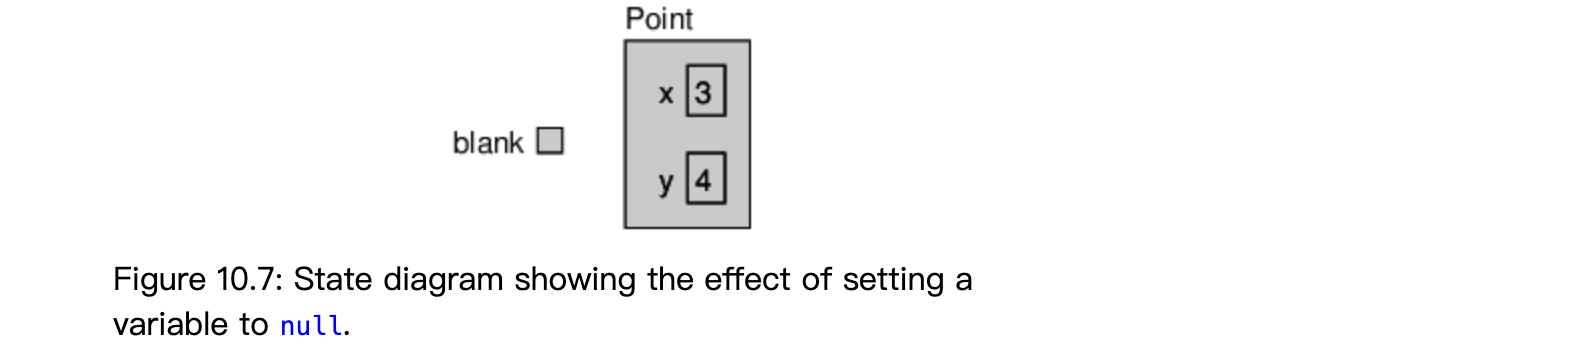 Point
x 3
blank
y 4
Figure 10.7: State diagram showing the effect of setting a
variable to null.